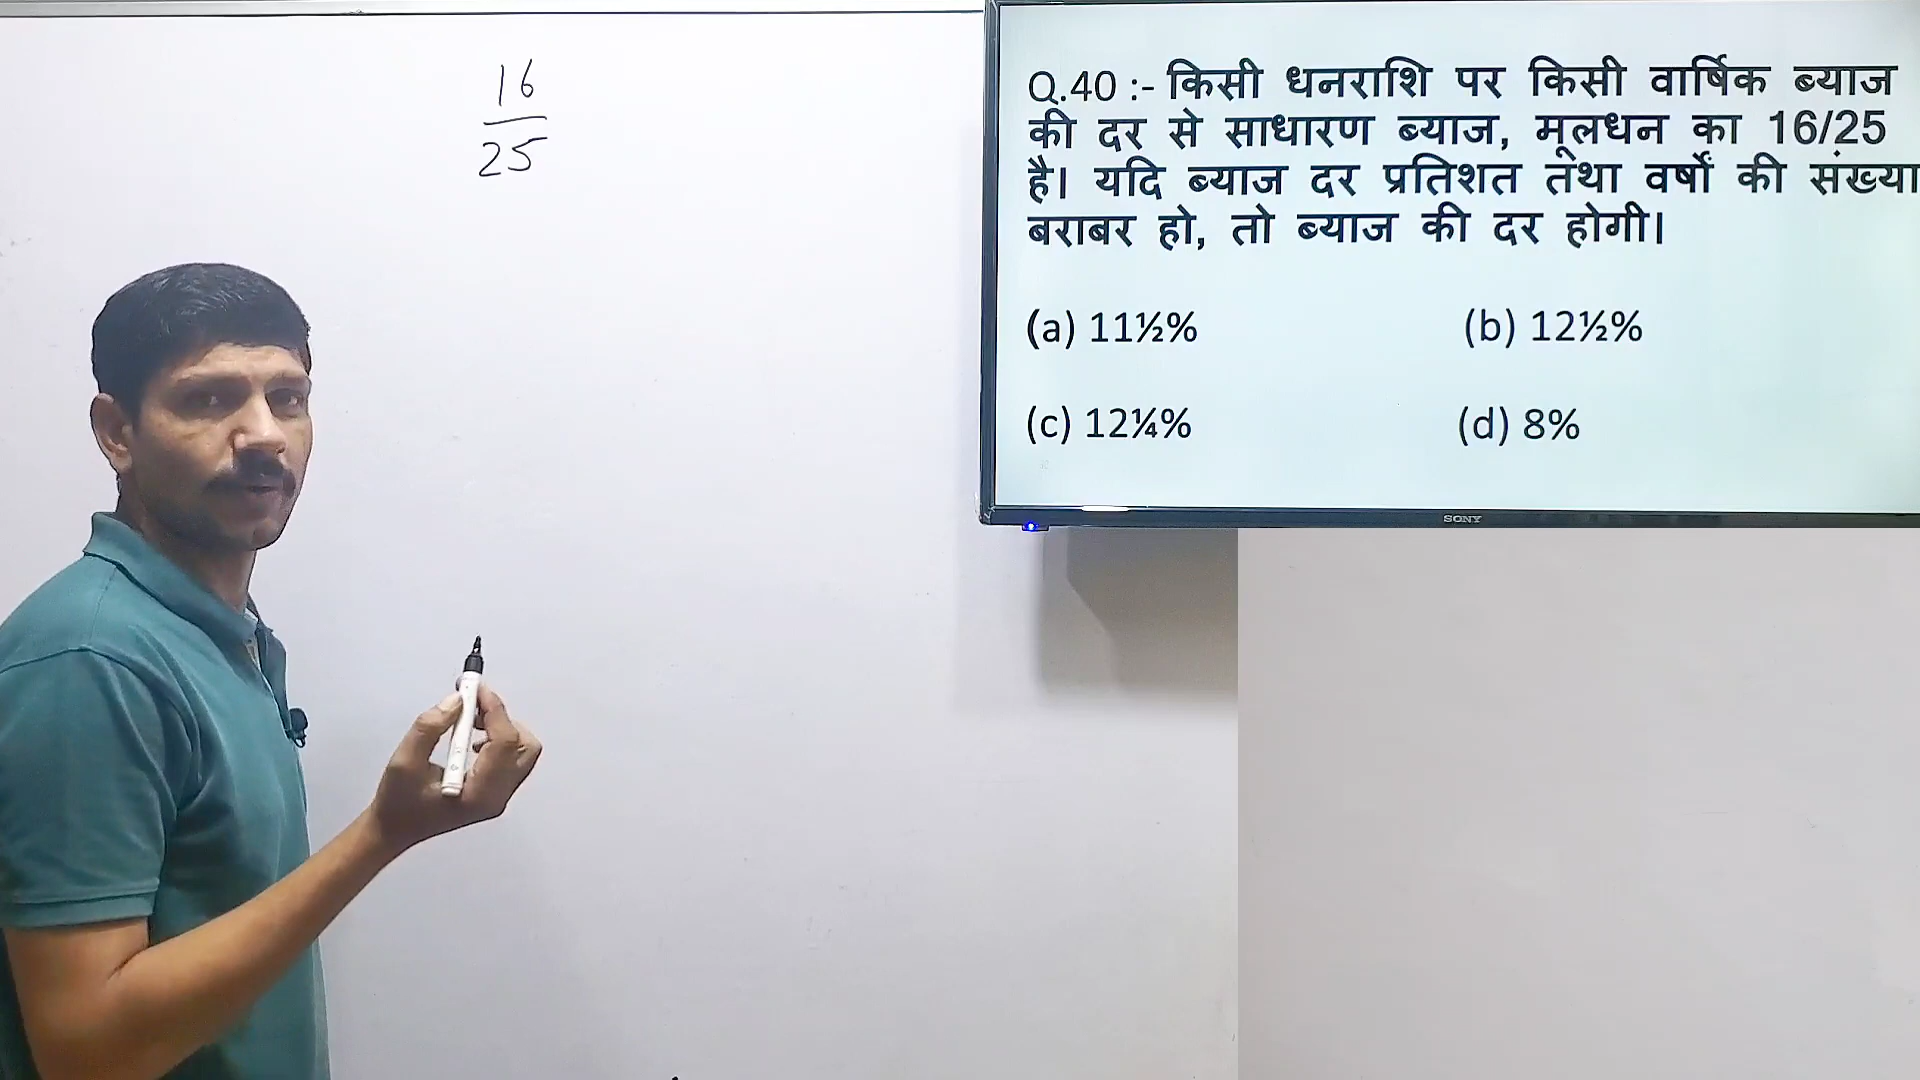 16
25
Q.40 :- किसी धनराशि पर किसी वार्षिक ब्याज
की दर से साधारण ब्याज, मूलधन का 16/25
है। यदि ब्याज दर प्रतिशत तथा वर्षों की संख्या
बराबर हो, तो ब्याज की दर होगी।
(a) 11½%
(b) 12½%
(c) 12¼%
(d) 8%
SONY